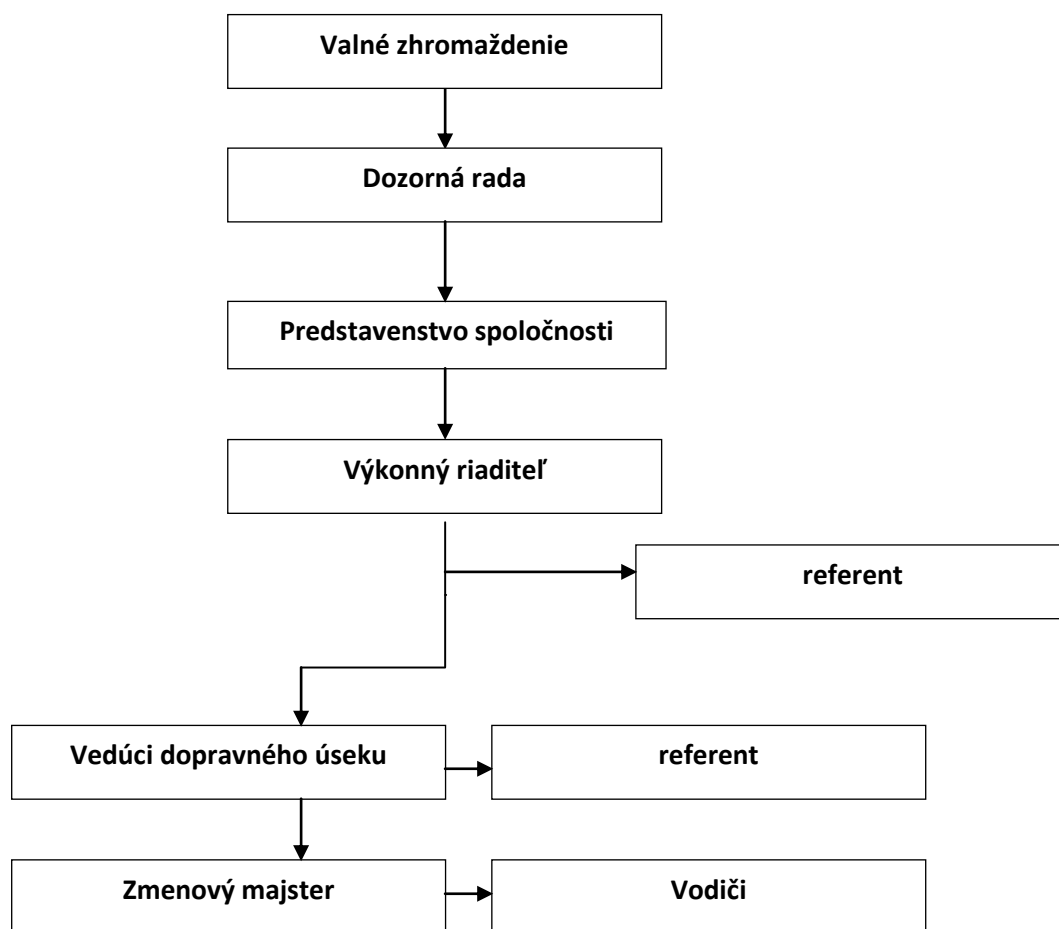 Valné zhromaždenie
Dozorná rada
Predstavenstvo spoločnosti
Výkonný riaditeľ
referent
Vedúci dopravného úseku
referent
Zmenový majster
Vodiči